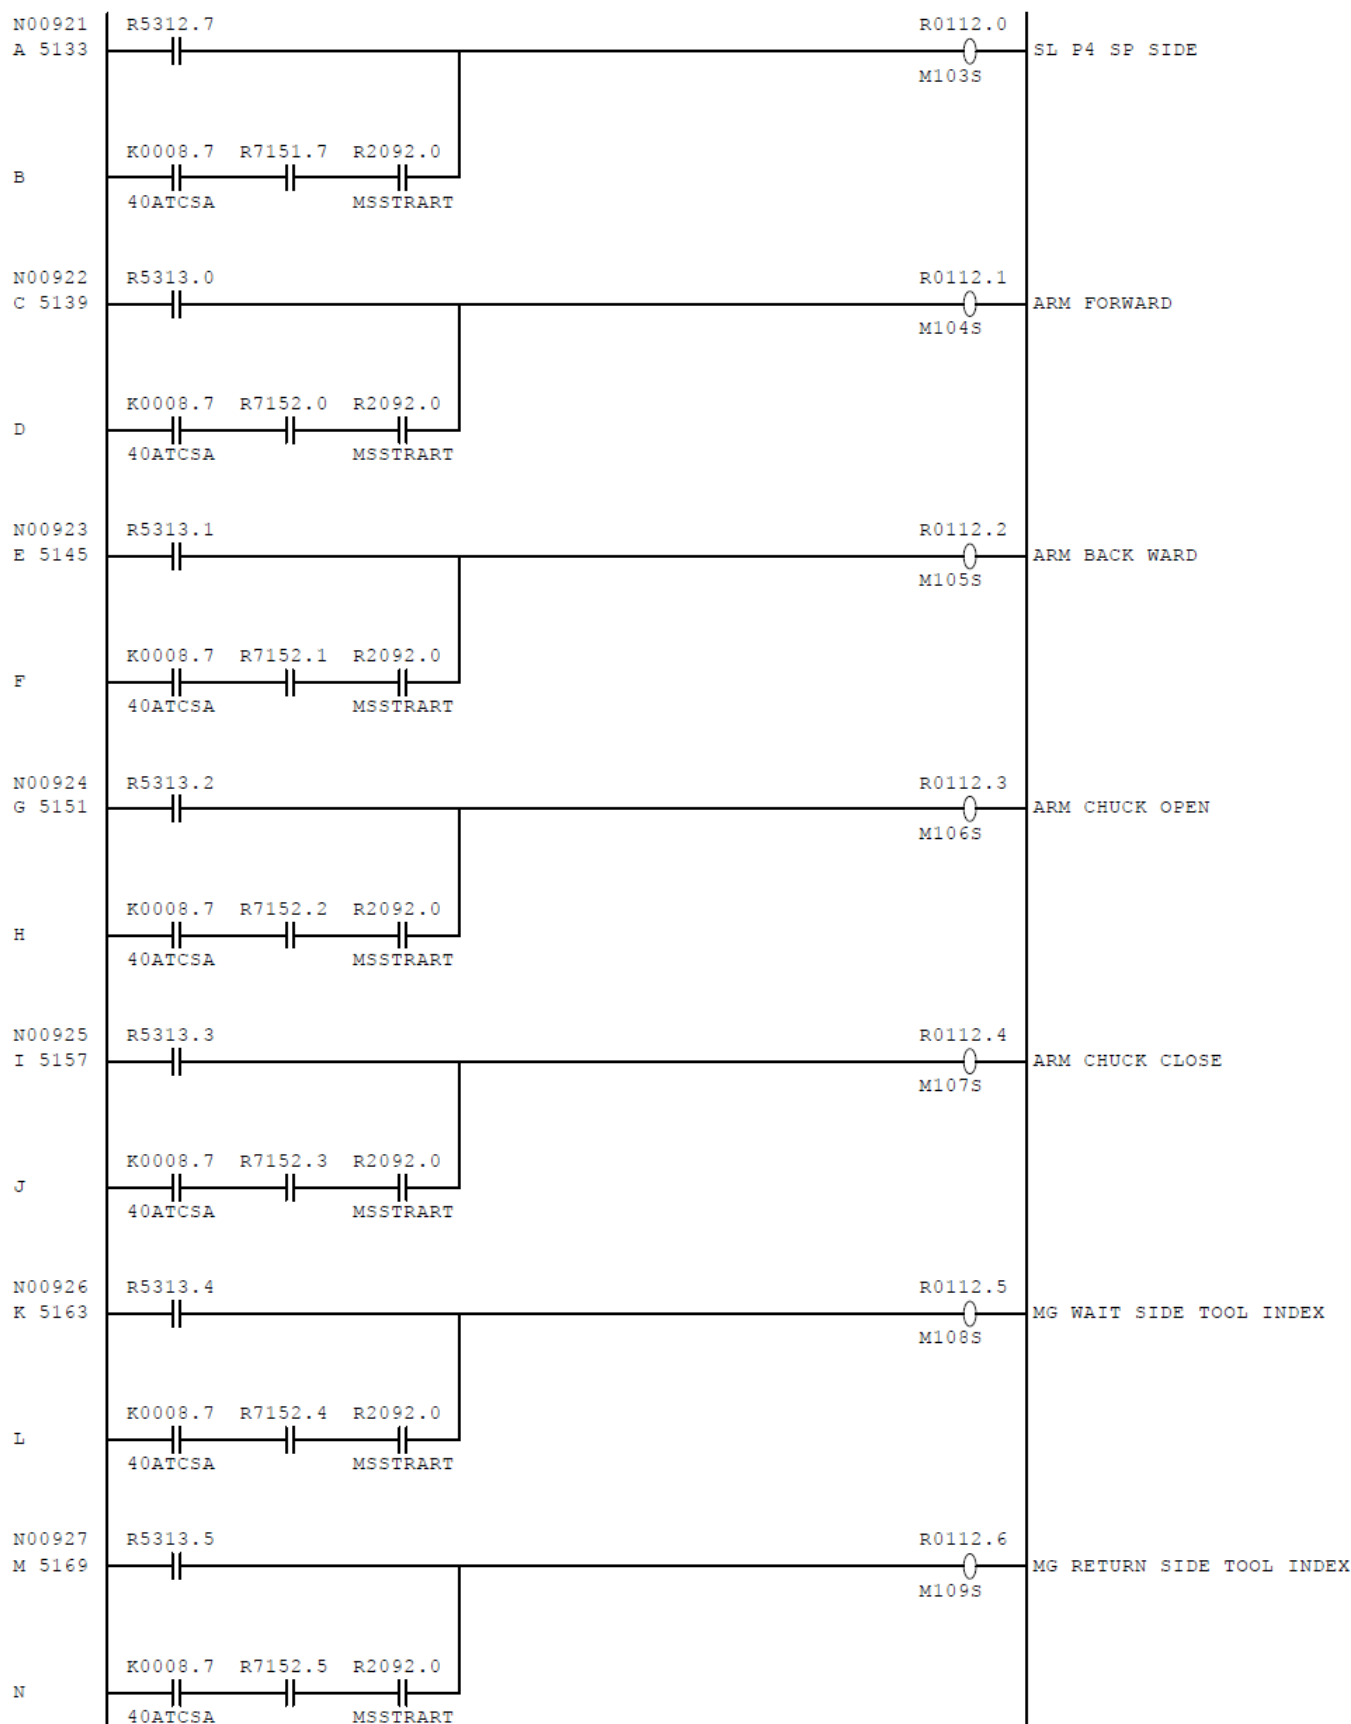 N00921 R5312.7 R0112.0
A 5133 SL P4 SP SIDE
M103S
K0008.7 R7151.7 R2092.0
B
40ATCSA MSSTRART
N00922 R5313.0 R0112.1
C 5139 ARM FORWARD
M104S
K0008.7 R7152.0 R2092.0
D
40ATCSA MSSTRART
N00923 R5313.1 R0112.2
E 5145 ARM BACK WARD
M105S
K0008.7 R7152.1 R2092.0
F
40ATCSA MSSTRART
N00924 R5313.2 R0112.3
G 5151 ARM CHUCK OPEN
M106S
K0008.7 R7152.2 R2092.0
H
40ATCSA MSSTRART
N00925 R5313.3 R0112.4
I 5157 ARM CHUCK CLOSE
M107S
K0008.7 R7152.3 R2092.0
J
40ATCSA MSSTRART
N00926 R5313.4 R0112.5
K 5163 MG WAIT SIDE TOOL INDEX
M108S
K0008.7 R7152.4 R2092.0
L
40ATCSA MSSTRART
N00927 R5313.5 R0112.6
M 5169 MG RETURN SIDE TOOL INDEX
M109S
K0008.7 R7152.5 R2092.0
N
40ATCSA MSSTRART